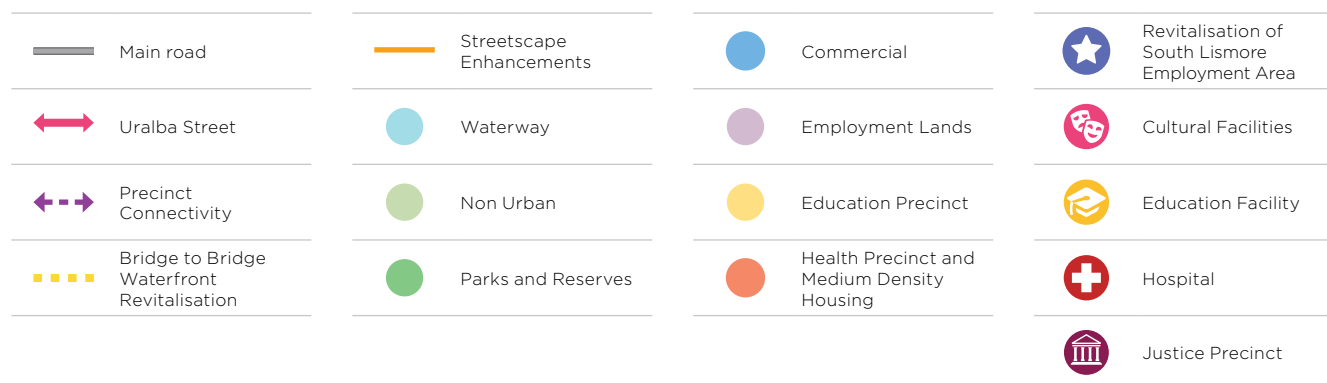 Main road
Uralba Street
Precinct
Connectivity
Bridge to Bridge
Waterfront
Revitalisation
Streetscape
Enhancements
Waterway
Non Urban
Parks and Reserves
Commercial
Employment Lands
Education Precinct
Health Precinct and
Medium Density
Housing
Revitalisation of
South Lismore
Employment Area
Cultural Facilities
Education Facility
Hospital
Justice Precinct